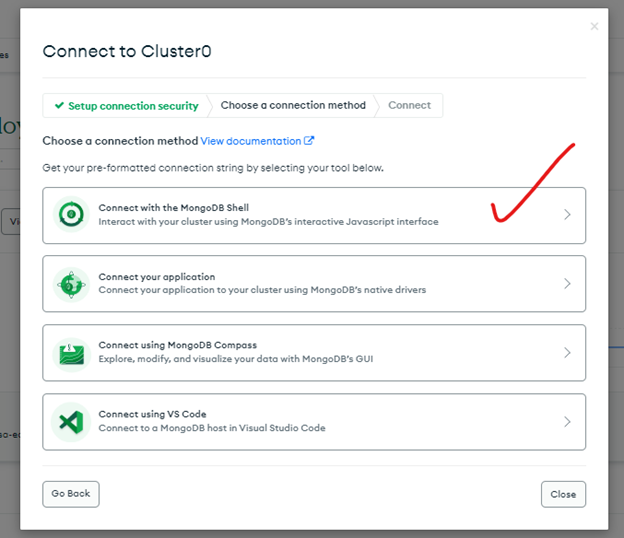 Connect to Cluster0
✔ Setup connection security
Choose a connection method
Connect
Choose a connection method View documentation
Get your pre-formatted connection string by selecting your tool below.
Connect with the MongoDB Shell
Interact with your cluster using MongoDB's interactive Javascript interface
Connect your application
Connect your application to your cluster using MongoDB's native drivers
Connect using MongoDB Compass
Explore, modify, and visualize your data with MongoDB's GUI
Connect using VS Code
Connect to a MongoDB host in Visual Studio Code
Go Back
Close